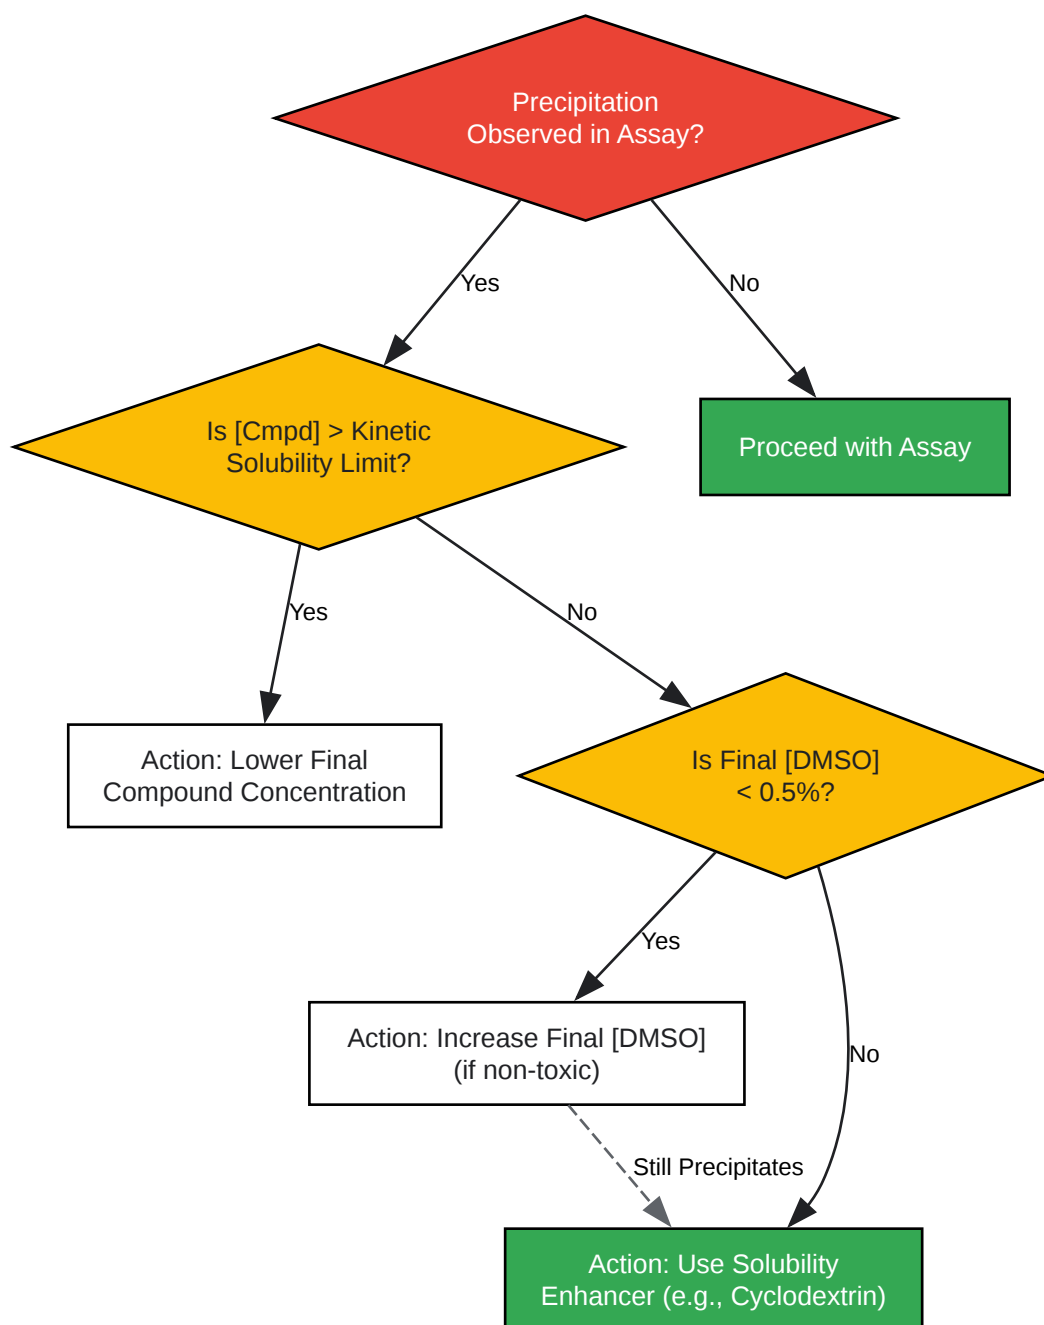 Precipitation
Observed in Assay?
Yes
No
Is [Cmpd] > Kinetic
Solubility Limit?
Proceed with Assay
Yes
No
Action: Lower Final
Compound Concentration
Is Final [DMSO]
< 0.5%?
Yes
No
Action: Increase Final [DMSO]
(if non-toxic)
Still Precipitates
Action: Use Solubility
Enhancer (e.g., Cyclodextrin)